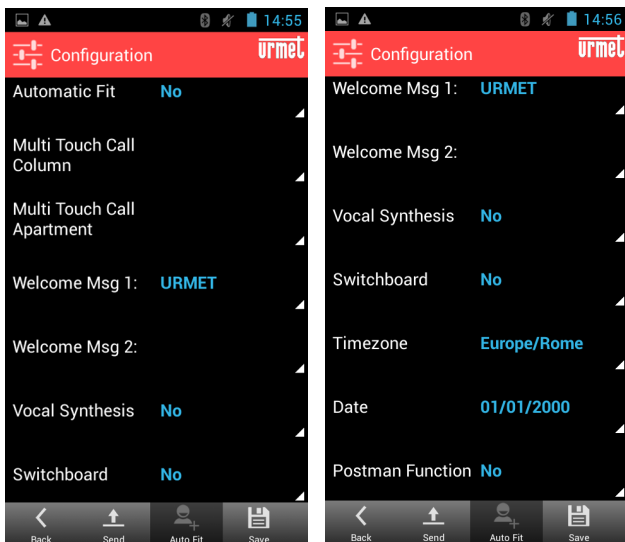 14:55
Configuration urmet
Automatic Fit No
Multi Touch Call
Column
Multi Touch Call
Apartment
Welcome Msg 1: URMET
Welcome Msg 2:
Vocal Synthesis No
Switchboard No
Back Send Auto Fit Save
14:56
Configuration urmet
Welcome Msg 1: URMET
Welcome Msg 2:
Vocal Synthesis No
Switchboard No
Timezone Europe/Rome
Date 01/01/2000
Postman Function No
Back Send Auto Fit Save